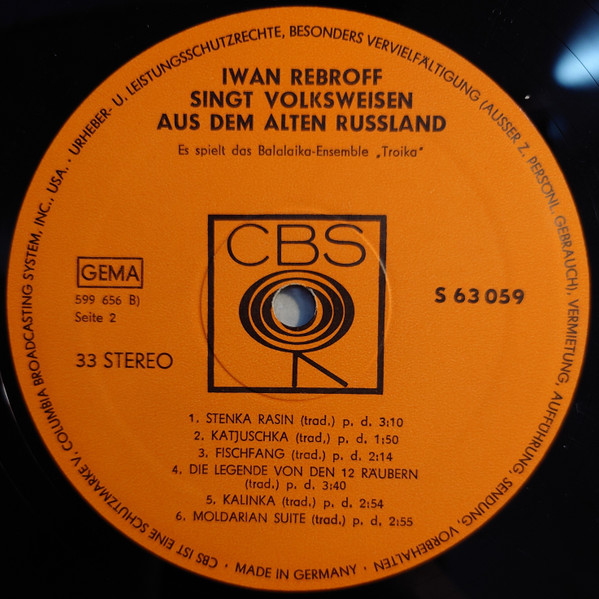 URHEBER- U. LEISTUNGSSCHUTZRECHTE, BESONDERS VERVIELFÄLTIGUNG (AUSSER Z. PERSÖNL. GEBRAUCH), VERMIETUNG, AUFFÜHRUNG, SENDUNG, VORBEHALTEN
IWAN REBROFF
SINGT VOLKSWEISEN
AUS DEM ALTEN RUSSLAND
Es spielt das Balalaika-Ensemble „Troika"
CBS
GEMA
599 656 B)
Seite 2
S 63 059
33 STEREO
1. STENKA RASIN (trad.) p. d. 3:10
2. KATJUSCHKA (trad.) p. d. 1:50
3. FISCHFANG (trad.) p. d. 2:14
4. DIE LEGENDE VON DEN 12 RÄUBERN
(trad.) p. d. 3:40
5. KALINKA (trad.) p. d. 2:54
6. MOLDARIAN SUITE (trad.) p. d. 2:55
CBS IST EINE SCHUTZMARKE V. COLUMBIA BROADCASTING SYSTEM, INC., USA. ·
· MADE IN GERMANY ·